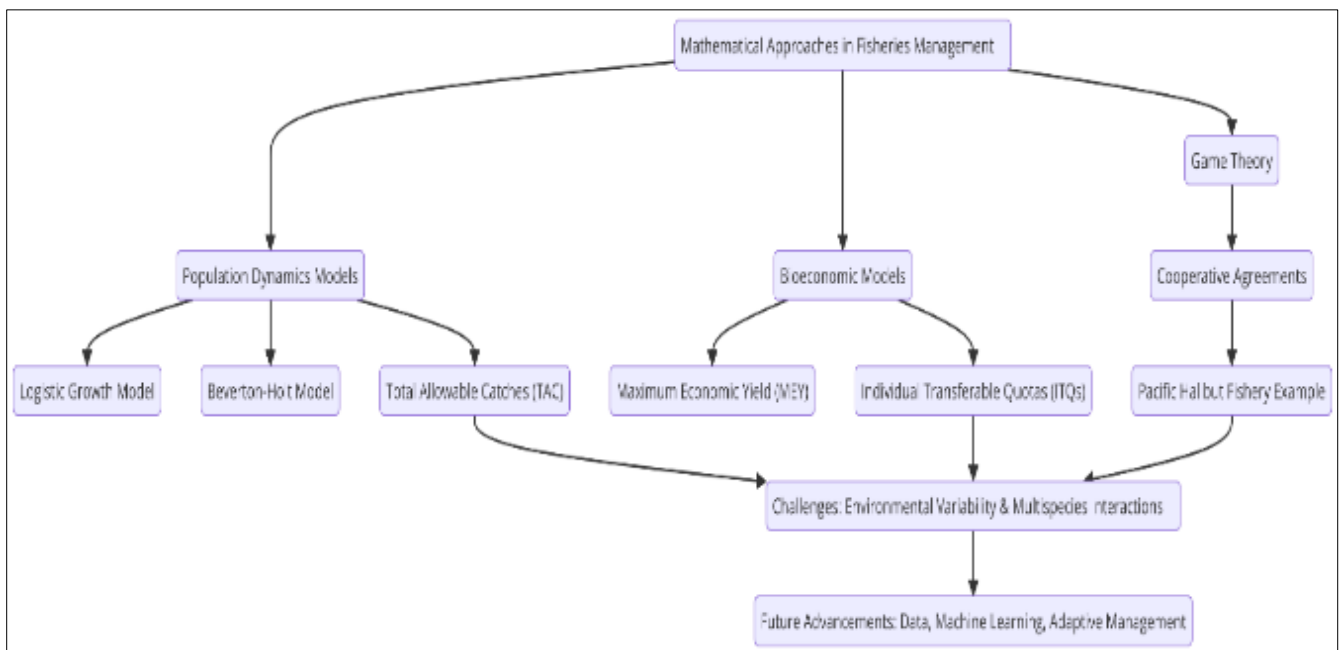 Mathematical Approaches in Fisheries Management
Game Theory
Population Dynamics Models
Bioeconomic Models
Cooperative Agreements
Logistic Growth Model
Beverton-Holt Model
Total Allowable Catches (TAC)
Maximum Economic Yield (MEY)
Individual Transferable Quotas (ITQs)
Pacific Halibut Fishery Example
Challenges: Environmental Variability & Multispecies Interactions
Future Advancements: Data, Machine Learning, Adaptive Management